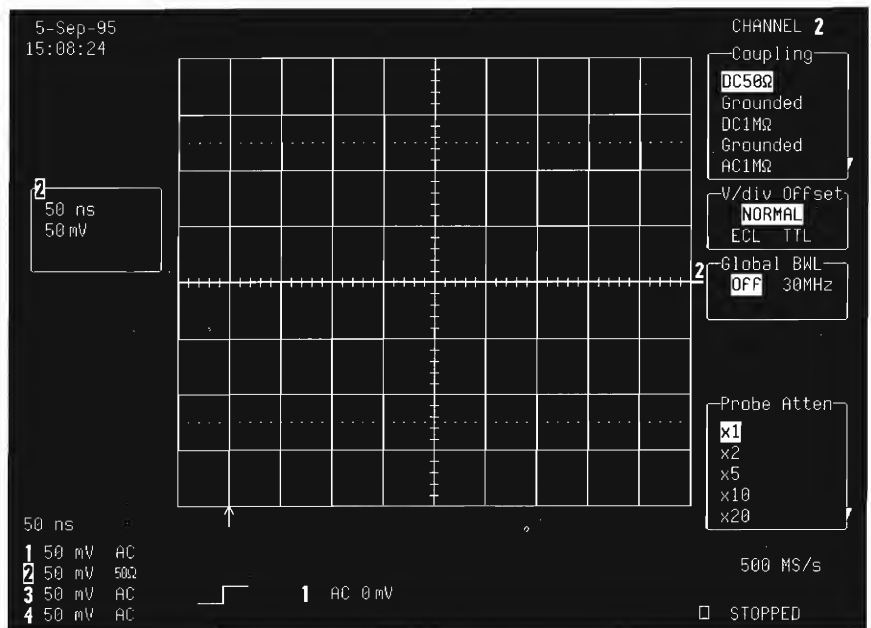 5-Sep-95
15:08:24
2
50 ns
50 mV
CHANNEL 2
Coupling
DC50Ω
Grounded
DC1MΩ
Grounded
AC1MΩ
V/div Offset
NORMAL
ECL TTL
2
Global BWL
OFF 30MHz
Probe Atten
x1
x2
x5
x10
x20
50 ns
1 50 mV AC
2 50 mV 50Ω
3 50 mV AC
4 50 mV AC
1 AC 0mV
500 MS/s
STOPPED